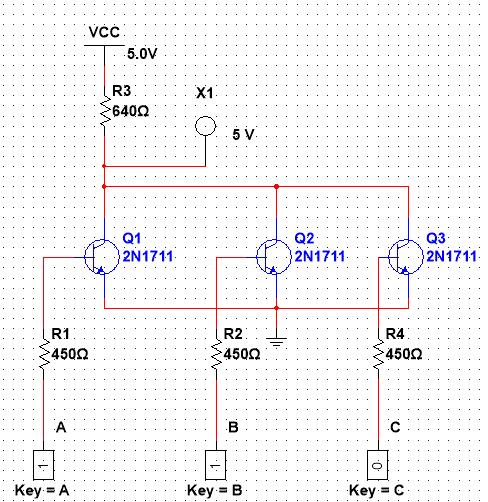 VCC
5.0V
R3
640Ω
X1
5 V
Q1
2N1711
Q2
2N1711
Q3
2N1711
R1
450Ω
R2
450Ω
R4
450Ω
A
B
C
1
1
0
Key = A
Key = B
Key = C